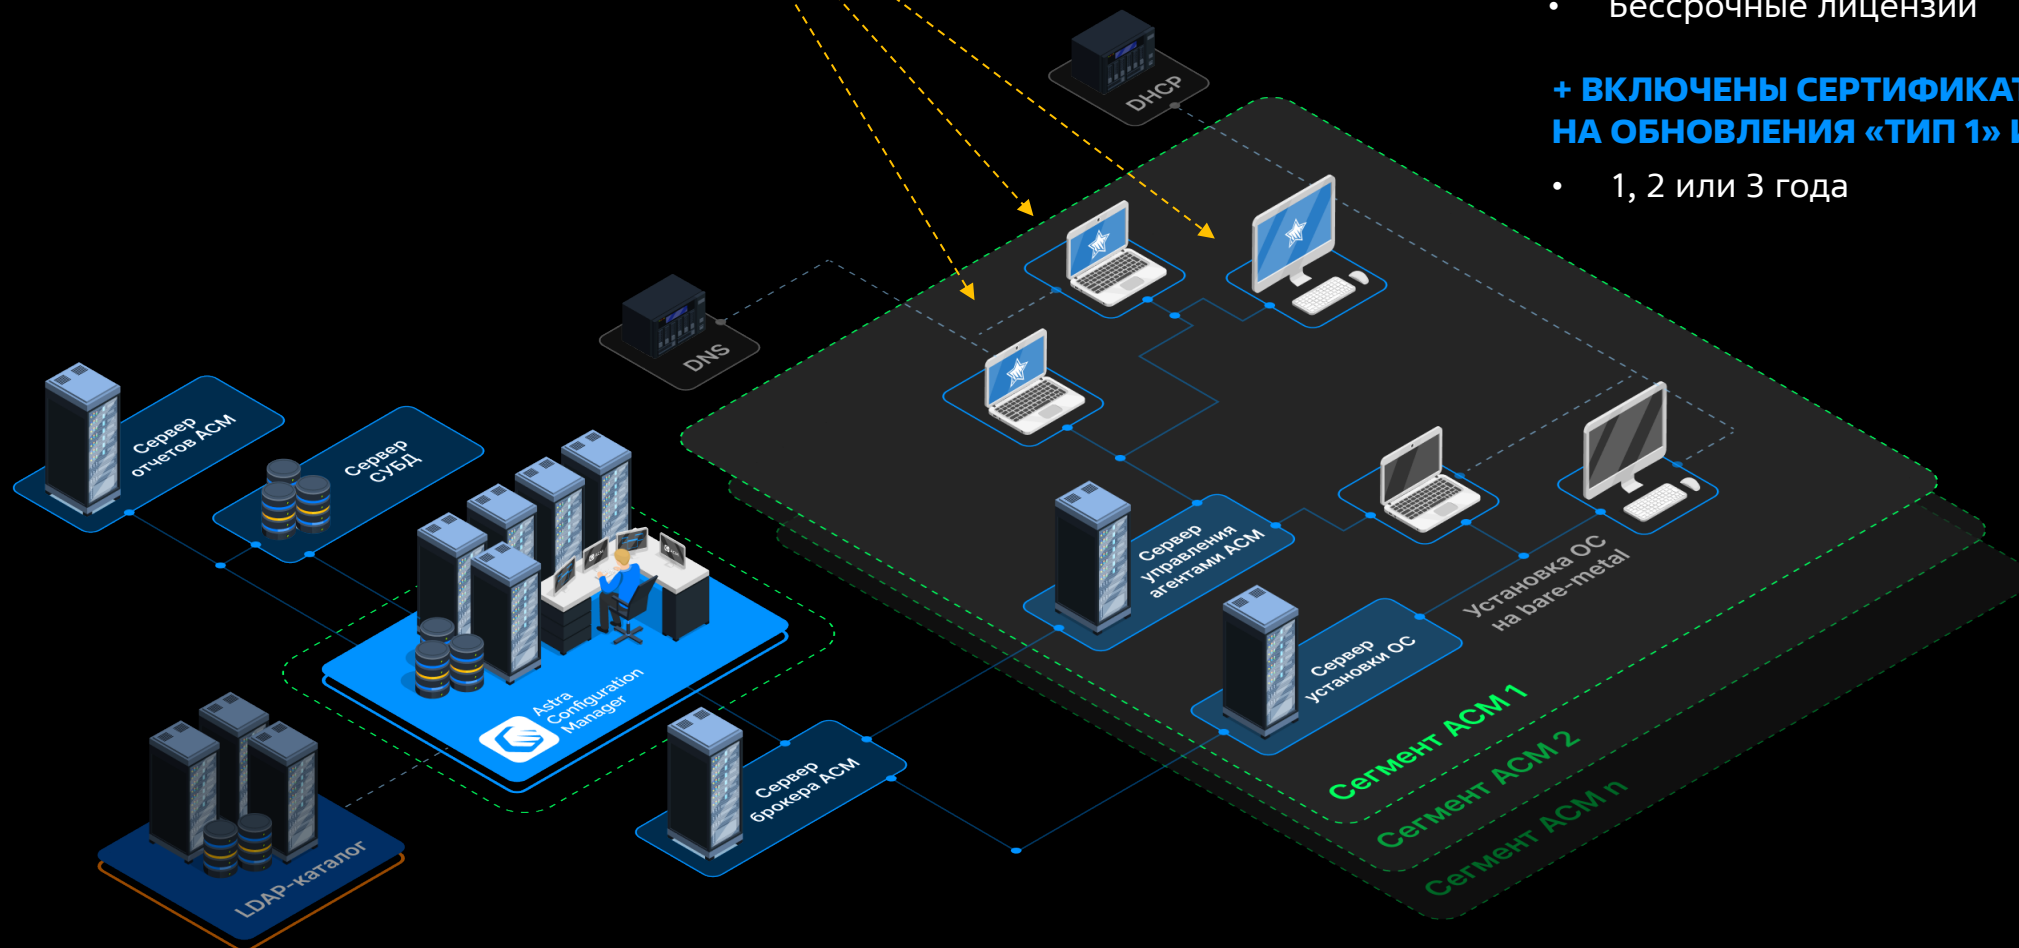 • Бессрочные лицензии
+ ВКЛЮЧЕНЫ СЕРТИФИКАТ
НА ОБНОВЛЕНИЯ «ТИП 1» И
• 1, 2 или 3 года
DHCP
DNS
Сервер
отчетов ACM
Сервер
СУБД
Astra
Configuration
Manager
LDAP-каталог
Сервер
брокера ACM
Сервер
управления
агентами ACM
Сервер
установки ОС
Установка ОС
на bare-metal
Сегмент ACM 1
Сегмент ACM 2
Сегмент ACM n